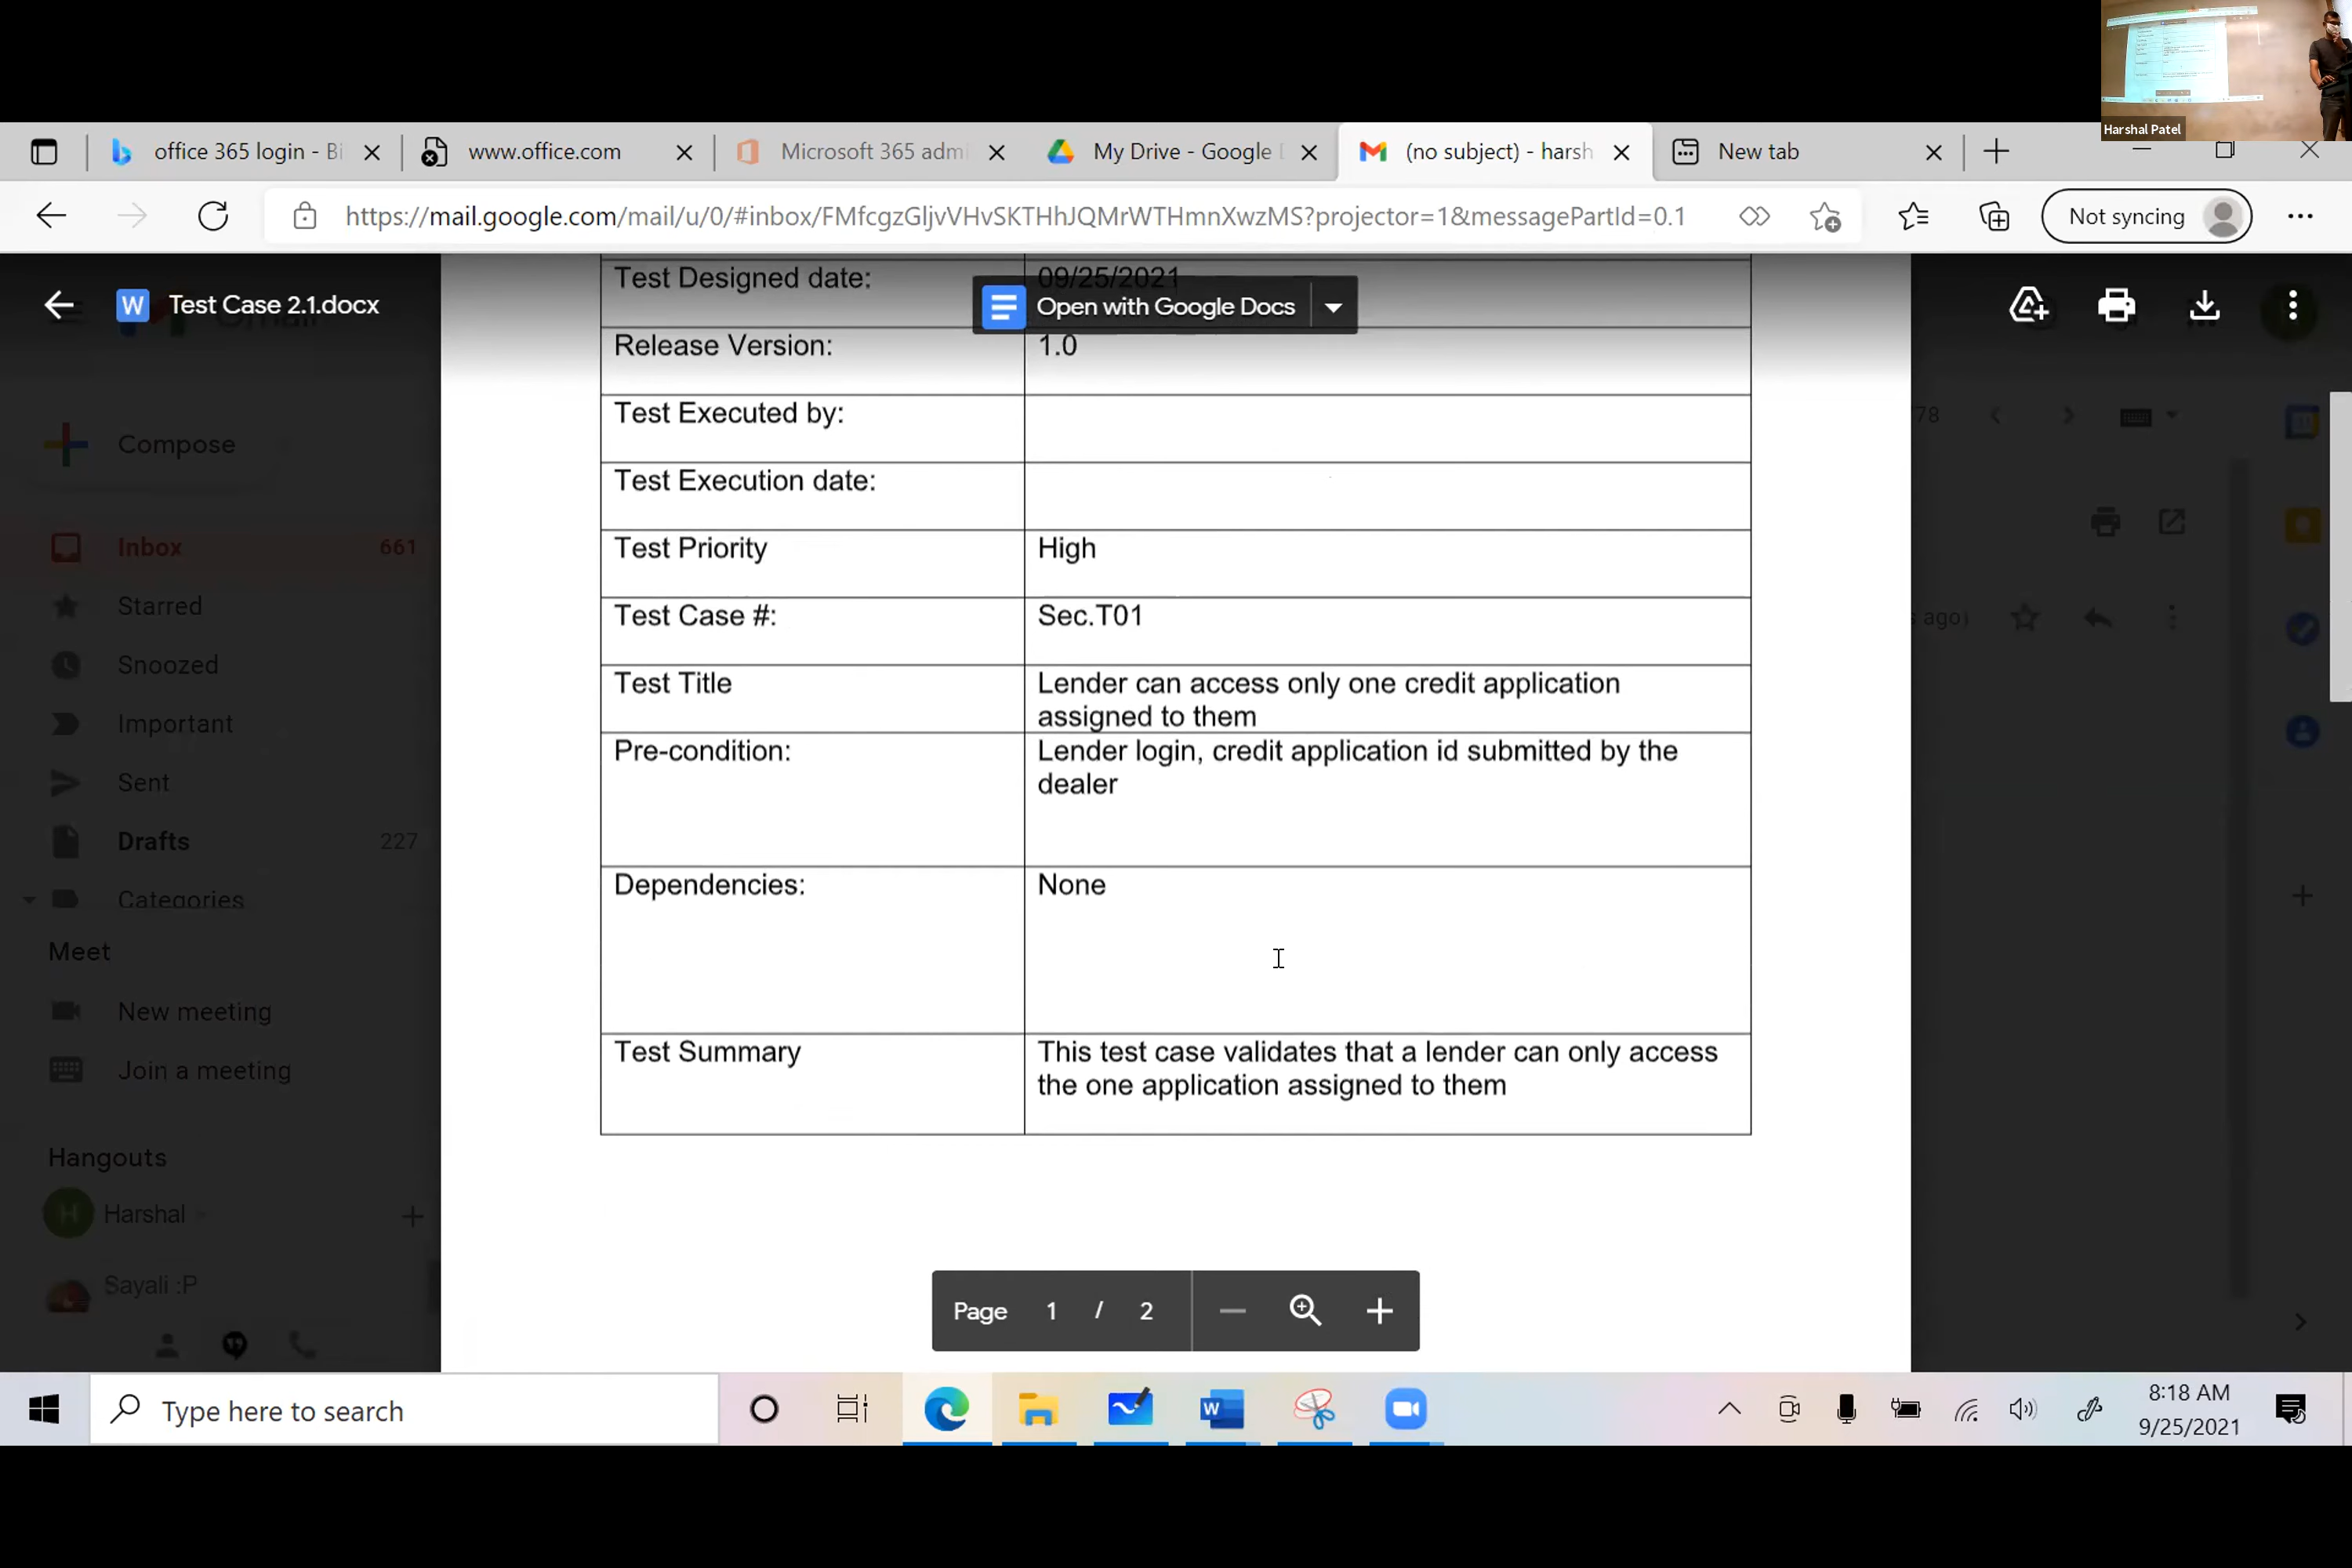 Harshal Patel
office 365 login - Bi
www.office.com
Microsoft 365 admi
My Drive - Google
(no subject) - harsh
New tab
https://mail.google.com/mail/u/0/#inbox/FMfcgzGljvVHvSKTHhJQMrWTHmnXwzMS?projector=1&messagePartId=0.1
Not syncing
W Test Case 2.1.docx
Open with Google Docs
Test Designed date: 09/25/2021
Release Version: 1.0
Test Executed by:
Test Execution date:
Test Priority High
Test Case #: Sec.T01
Test Title Lender can access only one credit application
assigned to them
Pre-condition: Lender login, credit application id submitted by the
dealer
Dependencies: None
Test Summary This test case validates that a lender can only access
the one application assigned to them
Compose
Inbox 661
Starred
Snoozed
Important
Sent
Drafts 227
Categories
Meet
New meeting
Join a meeting
Hangouts
H Harshal
Sayali :P
78
ago)
Page 1 / 2
Type here to search
W
8:18 AM
9/25/2021